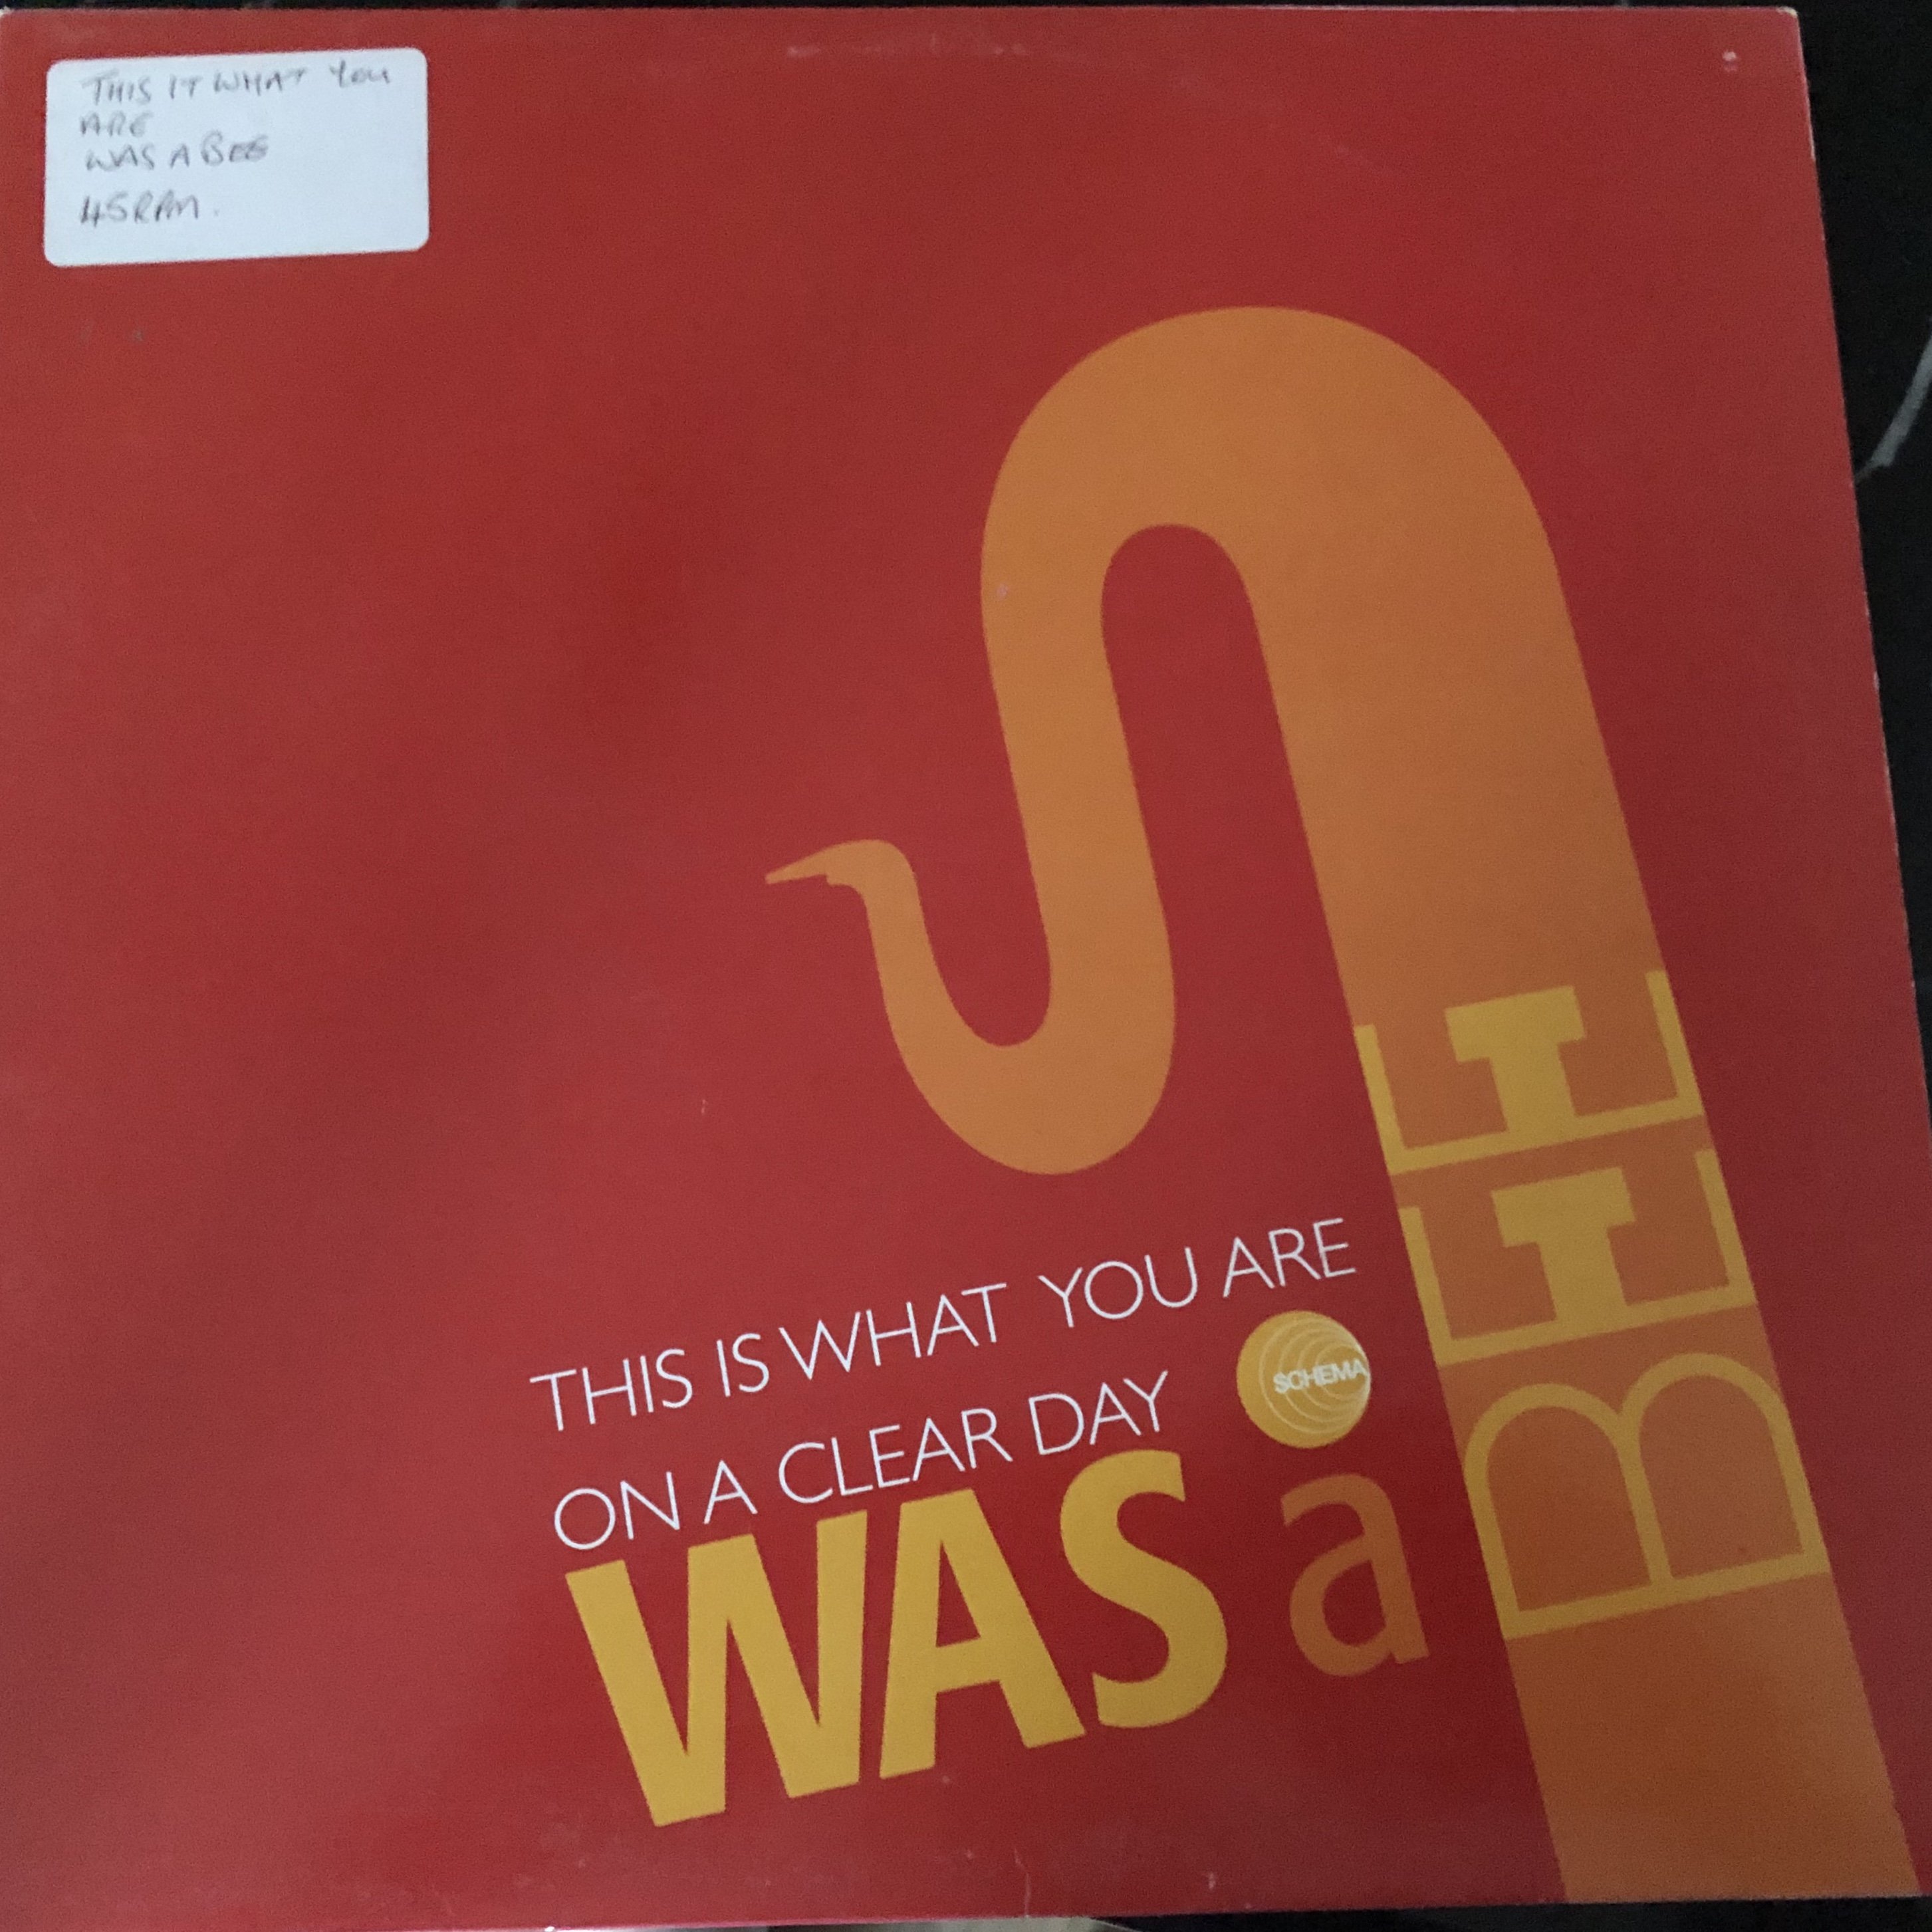 THIS IT WHAT YOU
ARE
WAS A BEE
45RPM.
THIS IS WHAT YOU ARE
ON A CLEAR DAY
SCHEMA
WAS a BEE